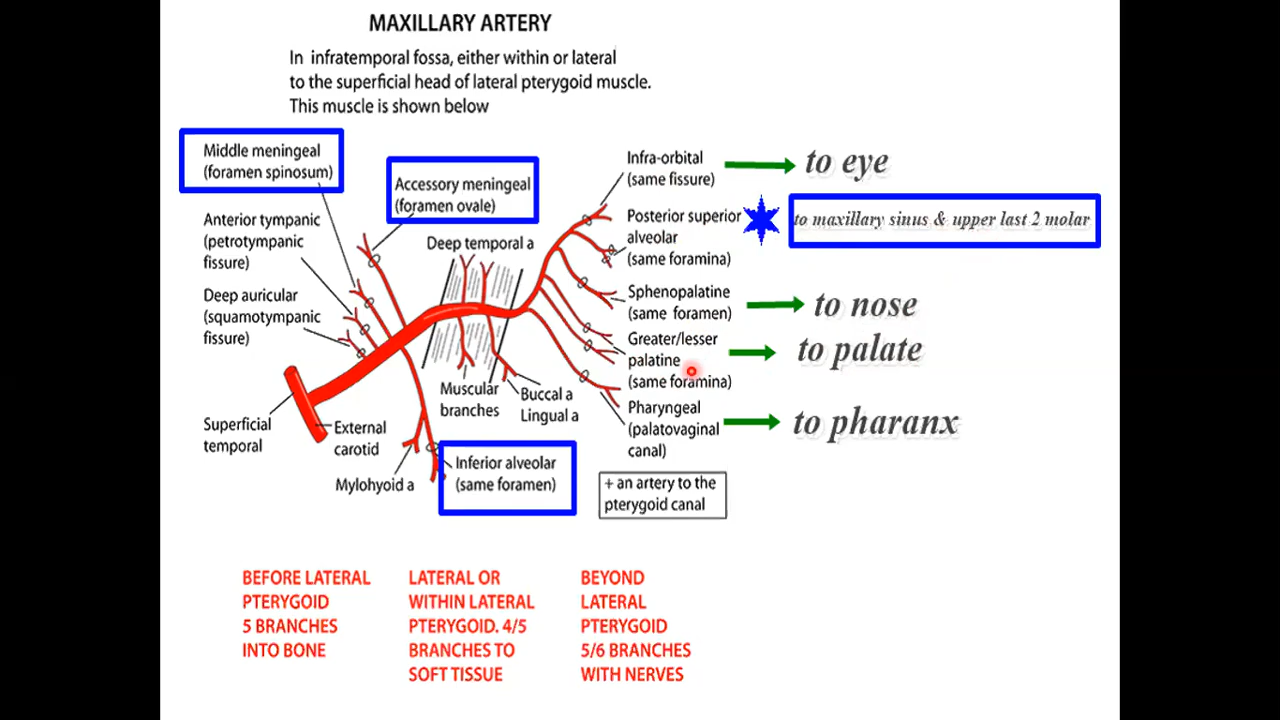 MAXILLARY ARTERY
In infratemporal fossa, either within or lateral
to the superficial head of lateral pterygoid muscle.
This muscle is shown below
Middle meningeal
(foramen spinosum)
Accessory meningeal
(foramen ovale)
Anterior tympanic
(petrotympanic
fissure)
Deep auricular
(squamotympanic
fissure)
Deep temporal a
Superficial
temporal
External
carotid
Mylohyoid a
Inferior alveolar
(same foramen)
Muscular
branches
Buccal a
Lingual a
Infra-orbital
(same fissure)
to eye
Posterior superior
alveolar
(same foramina)
to maxillary sinus & upper last 2 molar
Sphenopalatine
(same foramen)
to nose
Greater/lesser
palatine
(same foramina)
to palate
Pharyngeal
(palatovaginal
canal)
to pharanx
+ an artery to the
pterygoid canal
BEFORE LATERAL
PTERYGOID
5 BRANCHES
INTO BONE
LATERAL OR
WITHIN LATERAL
PTERYGOID. 4/5
BRANCHES TO
SOFT TISSUE
BEYOND
LATERAL
PTERYGOID
5/6 BRANCHES
WITH NERVES